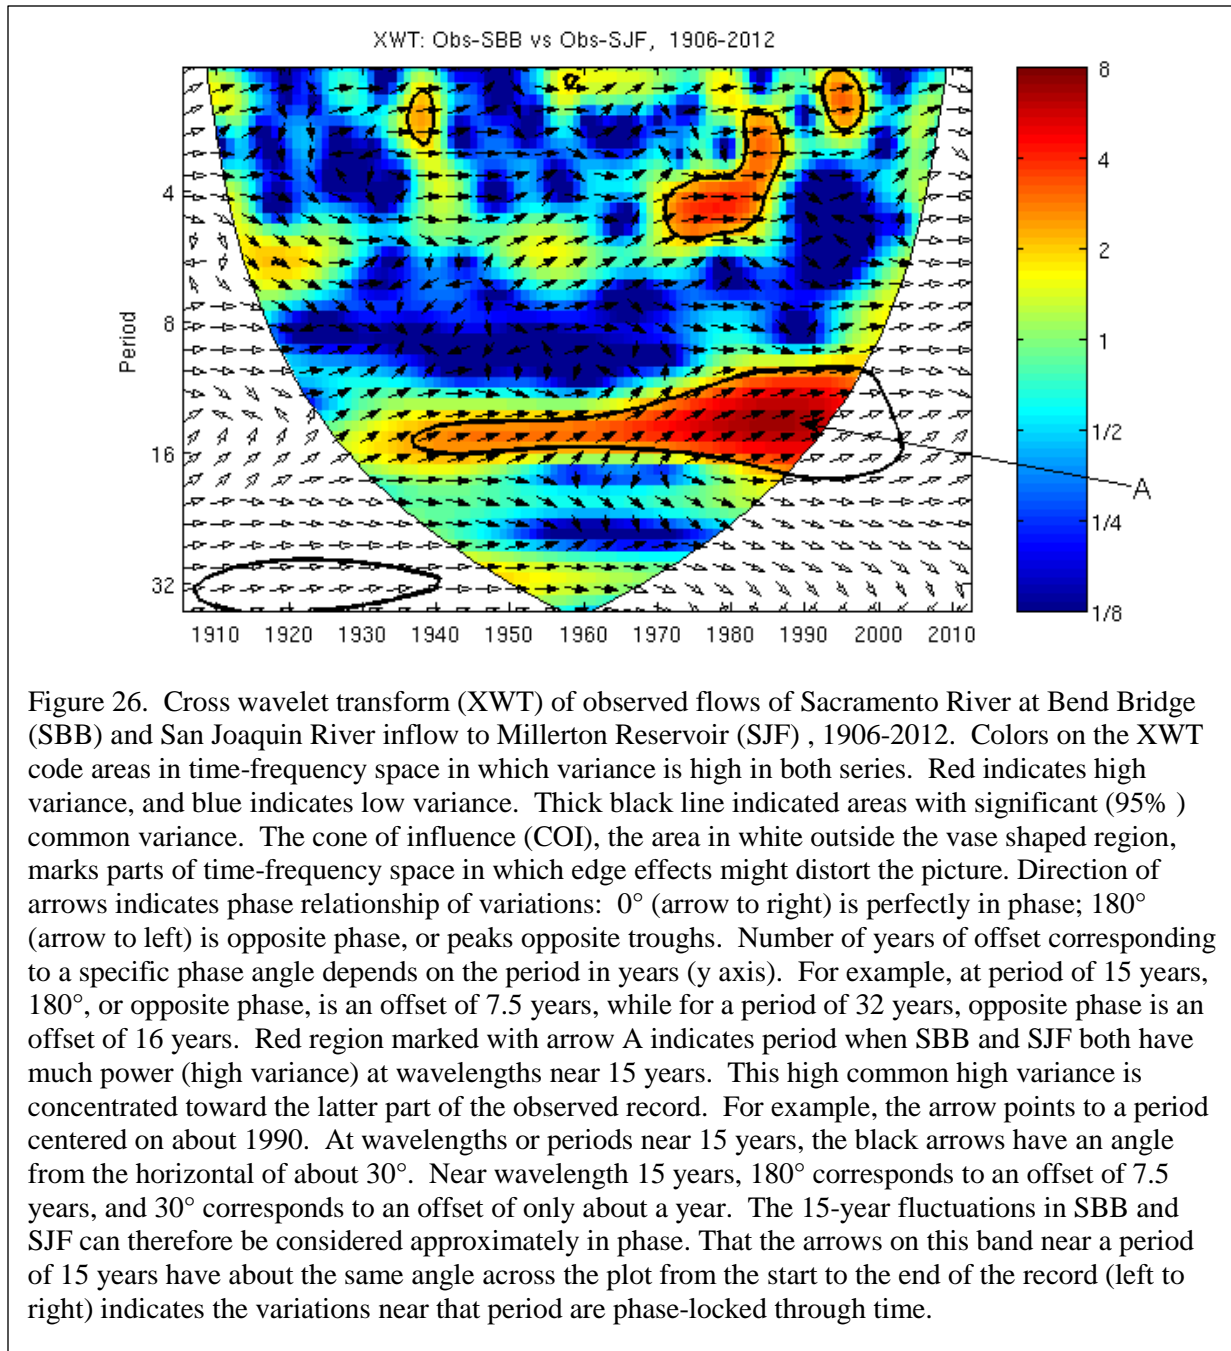 XWT: Obs-SBB vs Obs-SJF, 1906-2012
8
4
2
1
1/2
1/4
1/8
Period
4
8
16
32
A
1910 1920 1930 1940 1950 1960 1970 1980 1990 2000 2010
Figure 26. Cross wavelet transform (XWT) of observed flows of Sacramento River at Bend Bridge
(SBB) and San Joaquin River inflow to Millerton Reservoir (SJF) , 1906-2012. Colors on the XWT
code areas in time-frequency space in which variance is high in both series. Red indicates high
variance, and blue indicates low variance. Thick black line indicated areas with significant (95% )
common variance. The cone of influence (COI), the area in white outside the vase shaped region,
marks parts of time-frequency space in which edge effects might distort the picture. Direction of
arrows indicates phase relationship of variations: 0° (arrow to right) is perfectly in phase; 180°
(arrow to left) is opposite phase, or peaks opposite troughs. Number of years of offset corresponding
to a specific phase angle depends on the period in years (y axis). For example, at period of 15 years,
180°, or opposite phase, is an offset of 7.5 years, while for a period of 32 years, opposite phase is an
offset of 16 years. Red region marked with arrow A indicates period when SBB and SJF both have
much power (high variance) at wavelengths near 15 years. This high common high variance is
concentrated toward the latter part of the observed record. For example, the arrow points to a period
centered on about 1990. At wavelengths or periods near 15 years, the black arrows have an angle
from the horizontal of about 30°. Near wavelength 15 years, 180° corresponds to an offset of 7.5
years, and 30° corresponds to an offset of only about a year. The 15-year fluctuations in SBB and
SJF can therefore be considered approximately in phase. That the arrows on this band near a period
of 15 years have about the same angle across the plot from the start to the end of the record (left to
right) indicates the variations near that period are phase-locked through time.